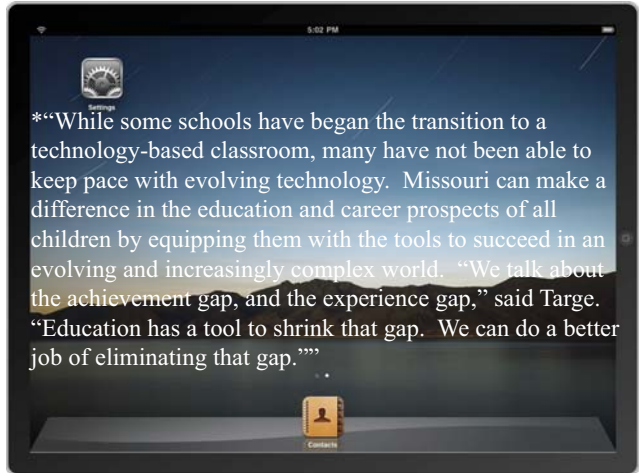 5:02 PM
Settings
*“While some schools have began the transition to a
technology-based classroom, many have not been able to
keep pace with evolving technology.  Missouri can make a
difference in the education and career prospects of all
children by equipping them with the tools to succeed in an
evolving and increasingly complex world.  “We talk about
the achievement gap, and the experience gap,” said Targe.
“Education has a tool to shrink that gap.  We can do a better
job of eliminating that gap.””
Contacts